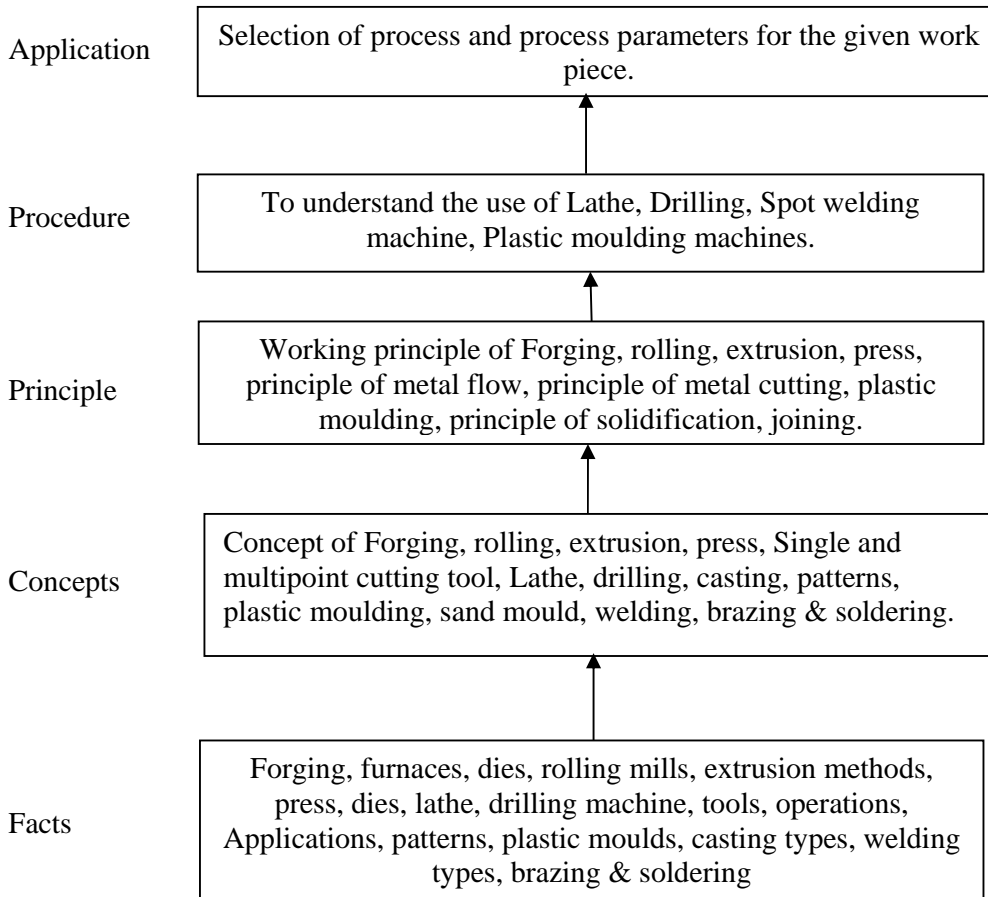 Application
Selection of process and process parameters for the given work
piece.
Procedure
To understand the use of Lathe, Drilling, Spot welding
machine, Plastic moulding machines.
Principle
Working principle of Forging, rolling, extrusion, press,
principle of metal flow, principle of metal cutting, plastic
moulding, principle of solidification, joining.
Concepts
Concept of Forging, rolling, extrusion, press, Single and
multipoint cutting tool, Lathe, drilling, casting, patterns,
plastic moulding, sand mould, welding, brazing & soldering.
Facts
Forging, furnaces, dies, rolling mills, extrusion methods,
press, dies, lathe, drilling machine, tools, operations,
Applications, patterns, plastic moulds, casting types, welding
types, brazing & soldering